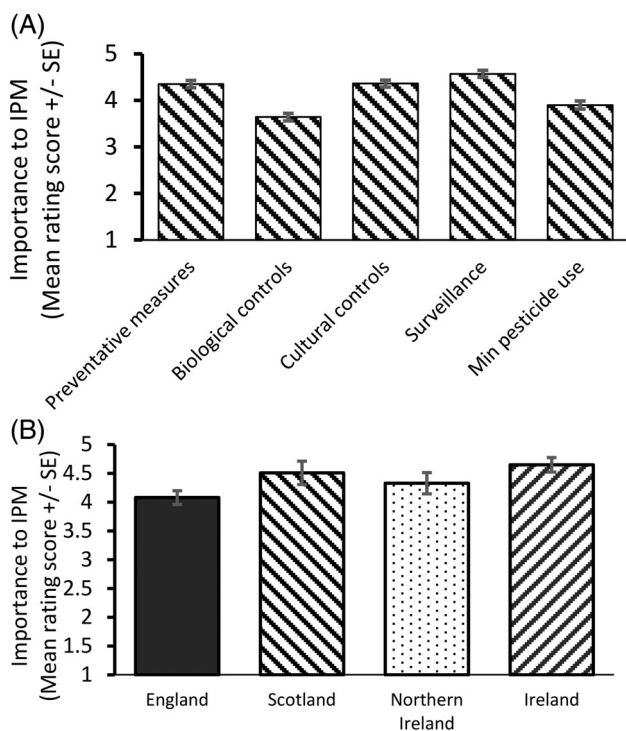 (A)
Importance to IPM
(Mean rating score +/- SE)
5
4
3
2
1
Preventative measures
Biological controls
Cultural controls
Surveillance
Min pesticide use
(B)
Importance to IPM
(Mean rating score +/- SE)
5
4.5
4
3.5
3
2.5
2
1.5
1
England
Scotland
Northern
Ireland
Ireland